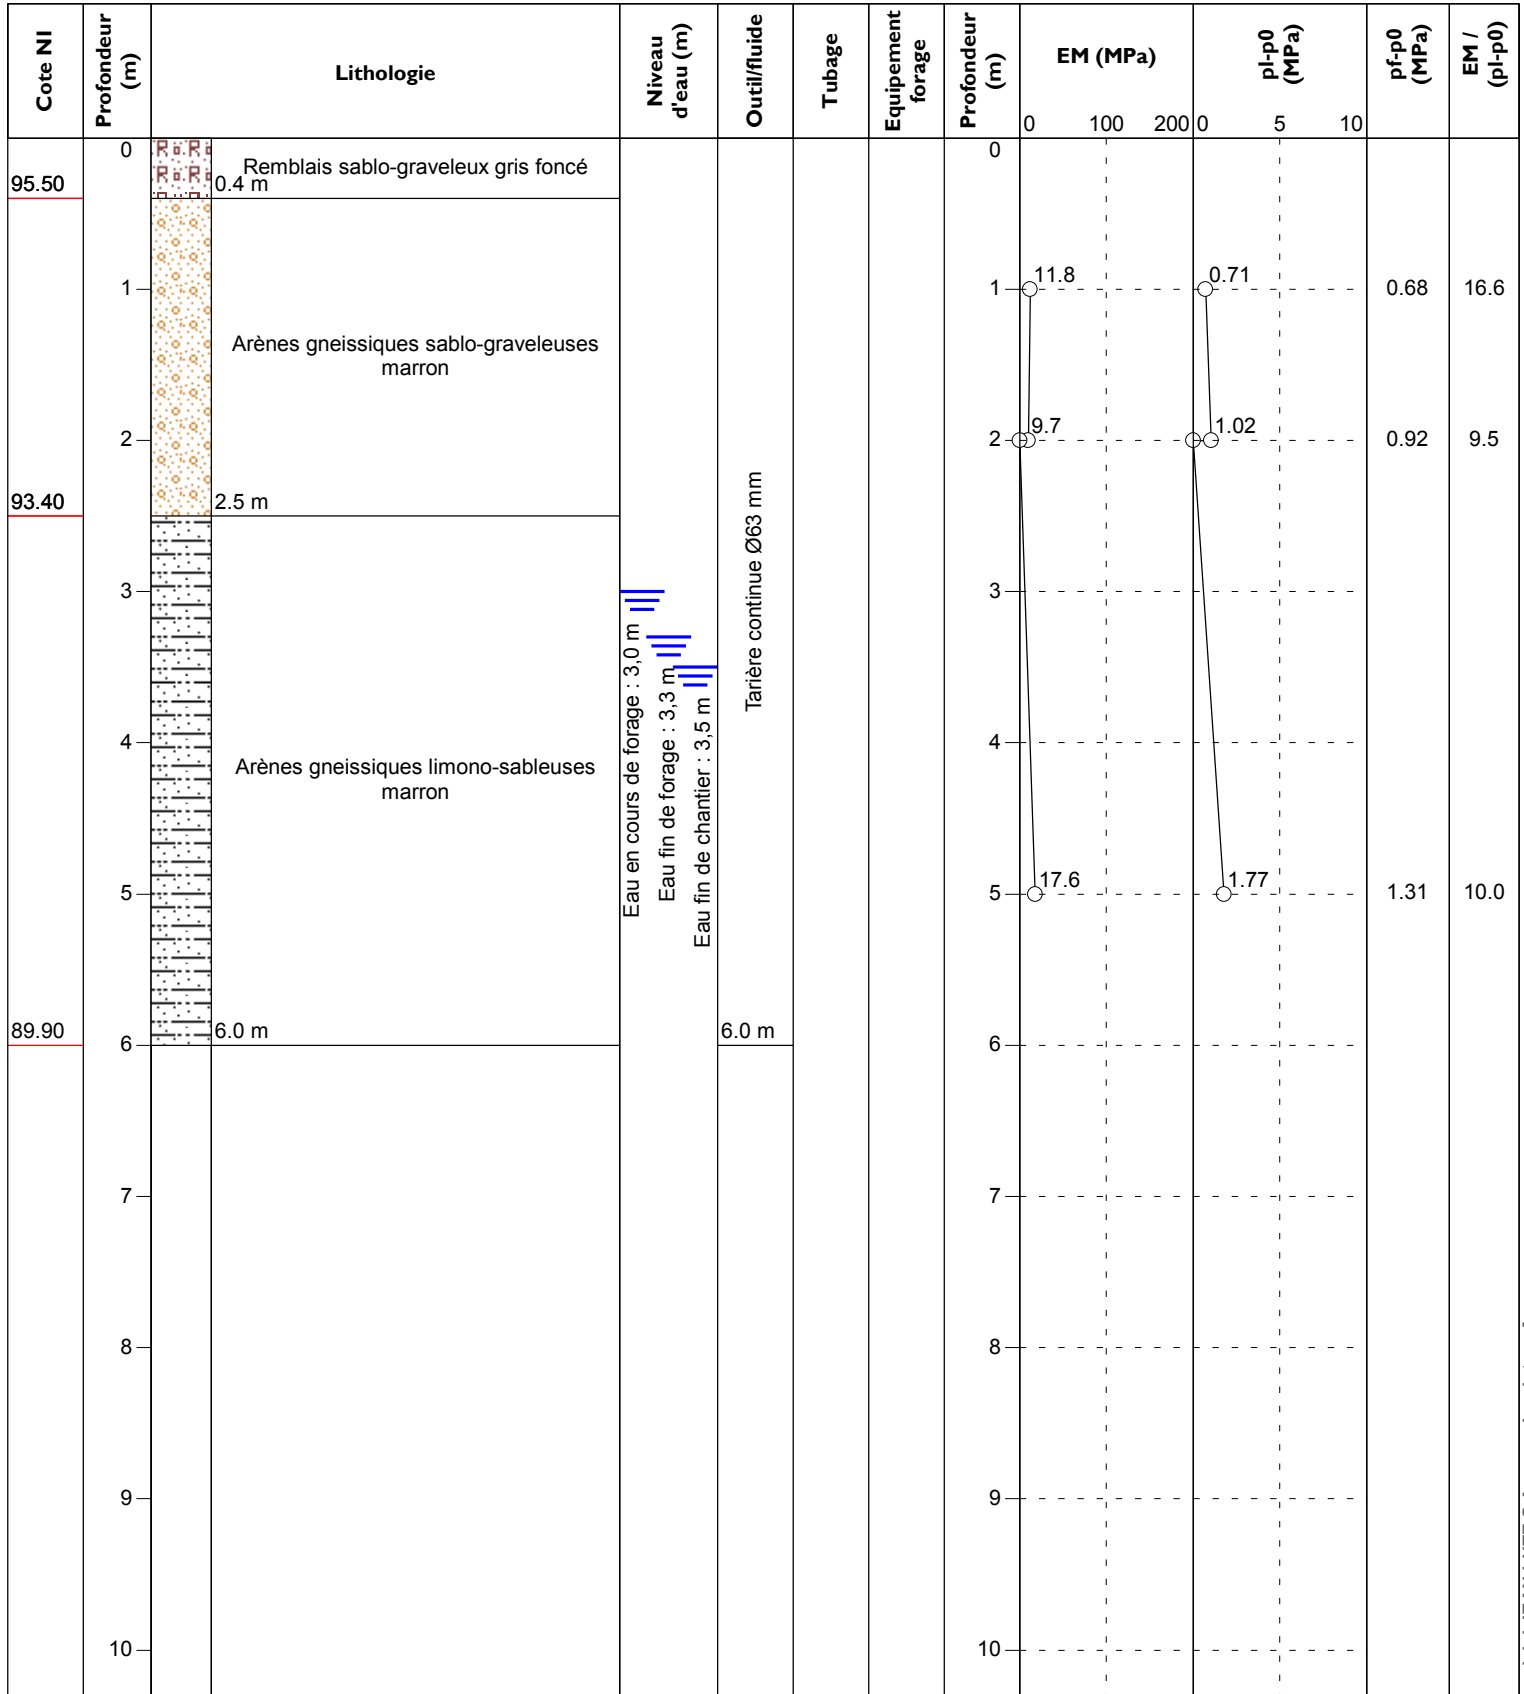 Cote NI
Profondeur
(m)
Lithologie
Niveau
d'eau (m)
Outil/fluide
Tubage
Equipement
forage
Profondeur
(m)
EM (MPa)
0 100 200
pl-p0
(MPa)
0 5 10
pf-p0
(MPa)
EM /
(pl-p0)
0
Remblais sablo-graveleux gris foncé
0.4 m
95.50
1
Arènes gneissiques sablo-graveleuses
marron
2
2.5 m
93.40
3
4
Arènes gneissiques limono-sableuses
marron
5
6.0 m
89.90
6
7
8
9
10
Eau en cours de forage : 3,0 m
Eau fin de forage : 3,3 m
Eau fin de chantier : 3,5 m
Tarière continue Ø63 mm
6.0 m
0
1
11.8
0.71
0.68
16.6
2
9.7
1.02
0.92
9.5
3
4
5
17.6
1.77
1.31
10.0
6
7
8
9
10